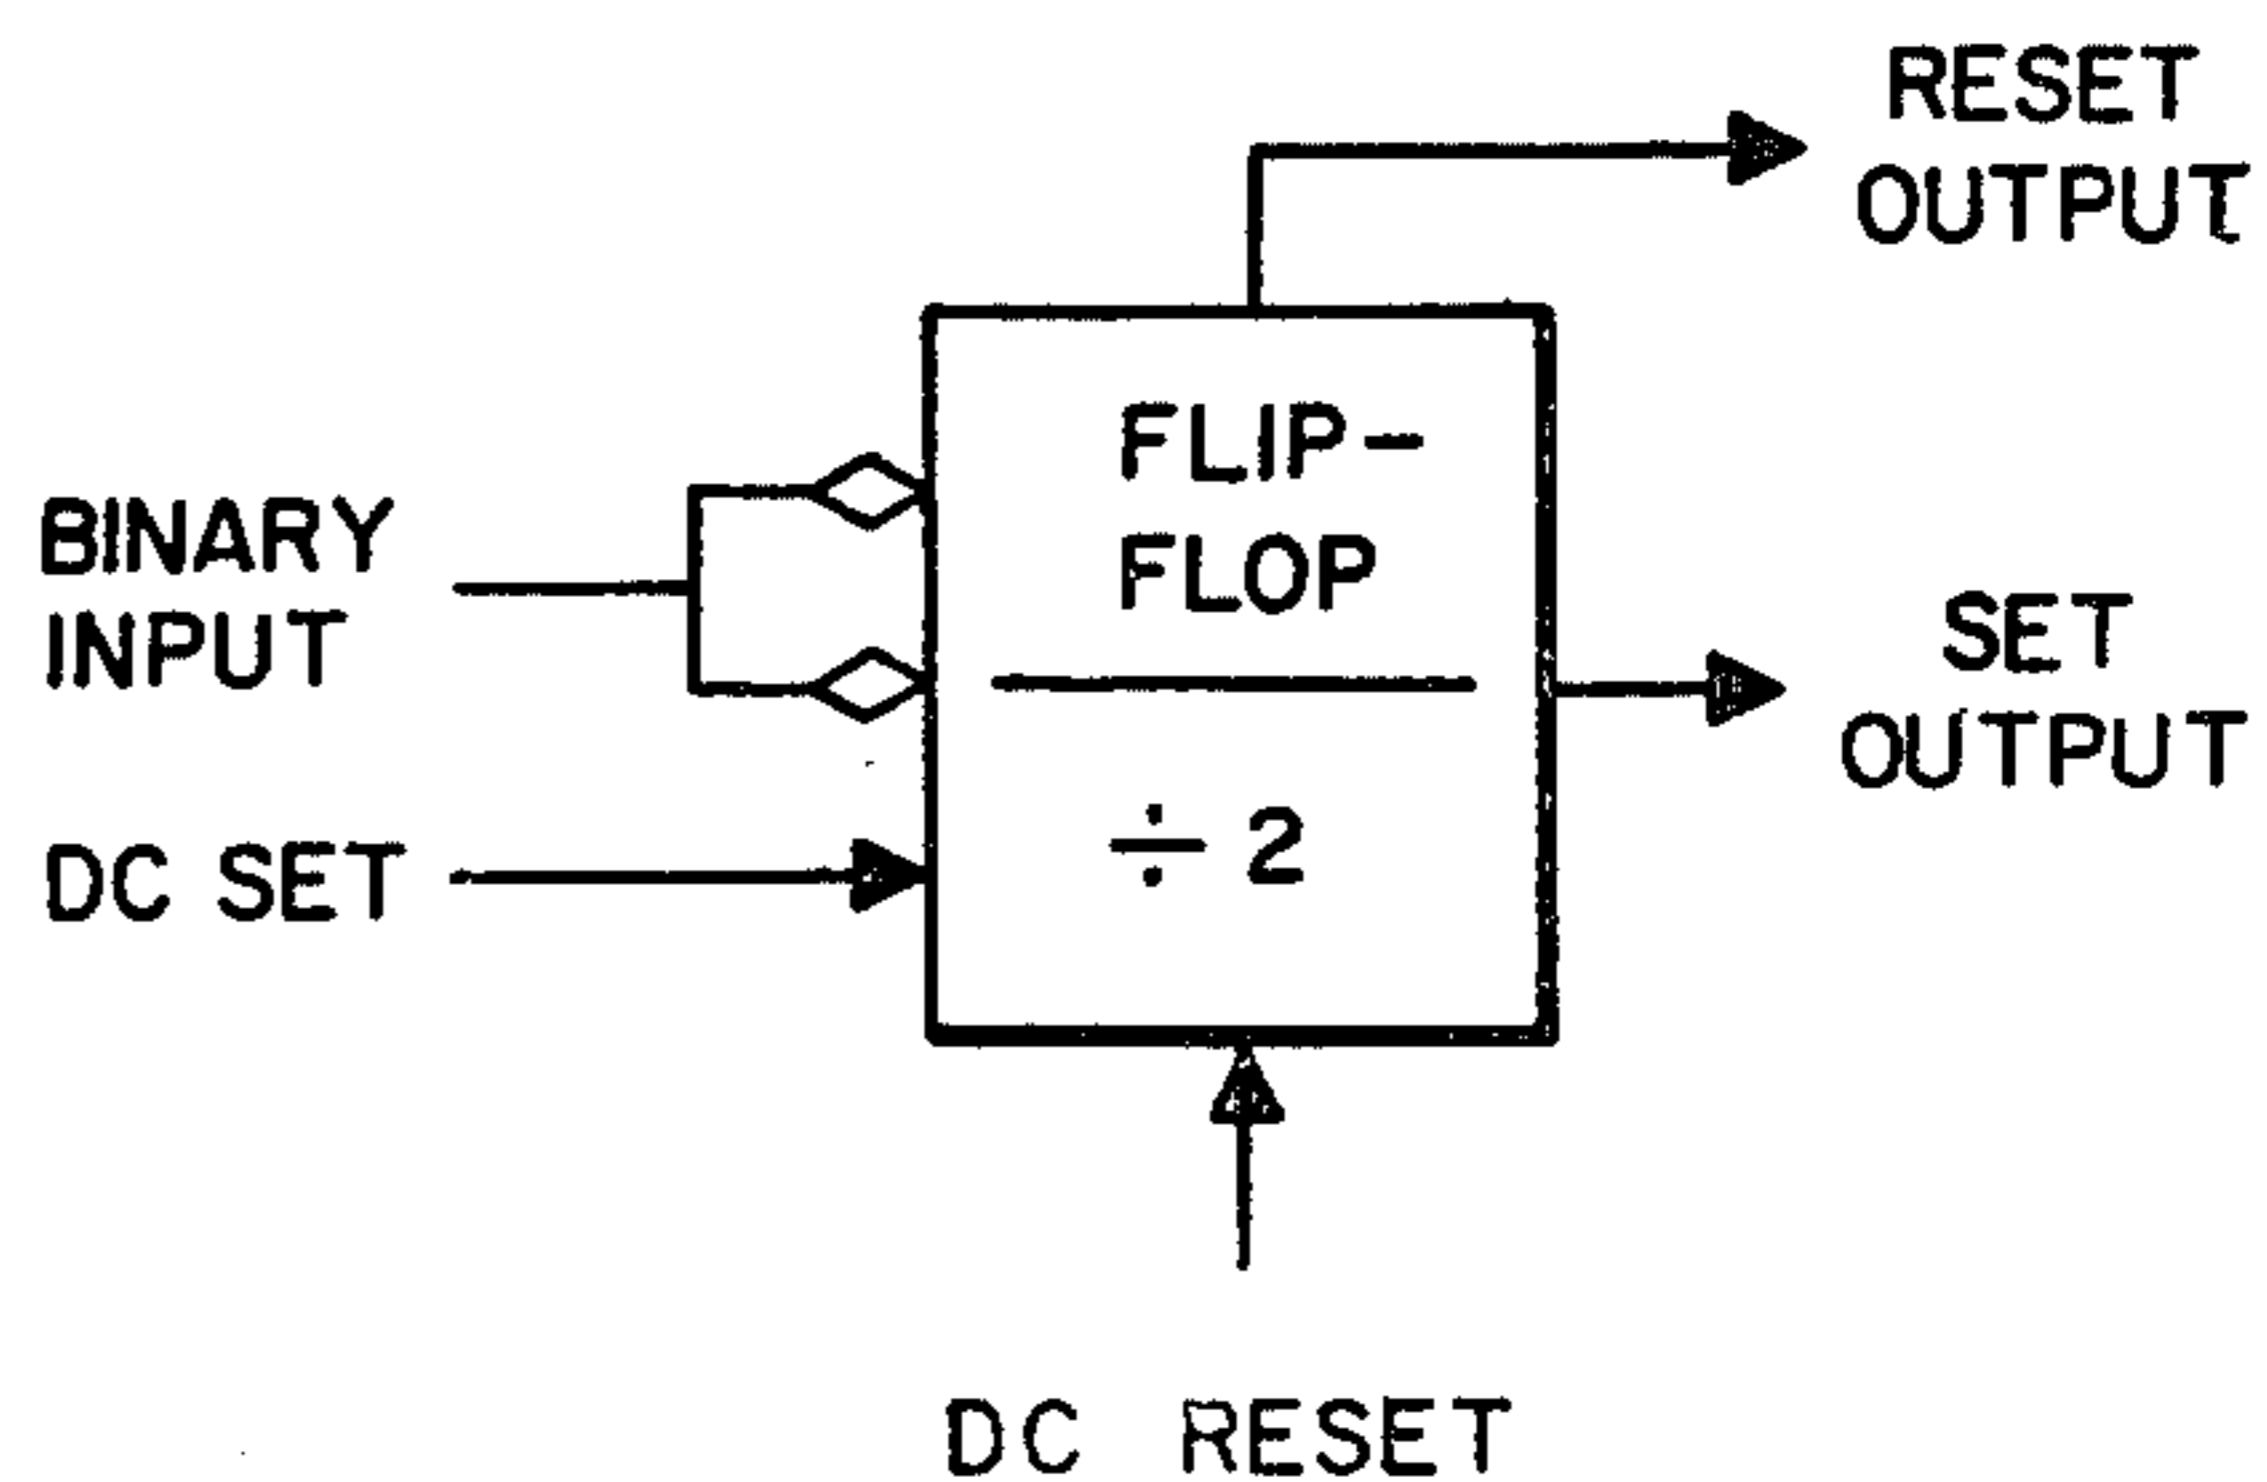 RESET
OUTPUT
FLIP-
FLOP
÷ 2
BINARY
INPUT
SET
OUTPUT
DC SET
DC RESET